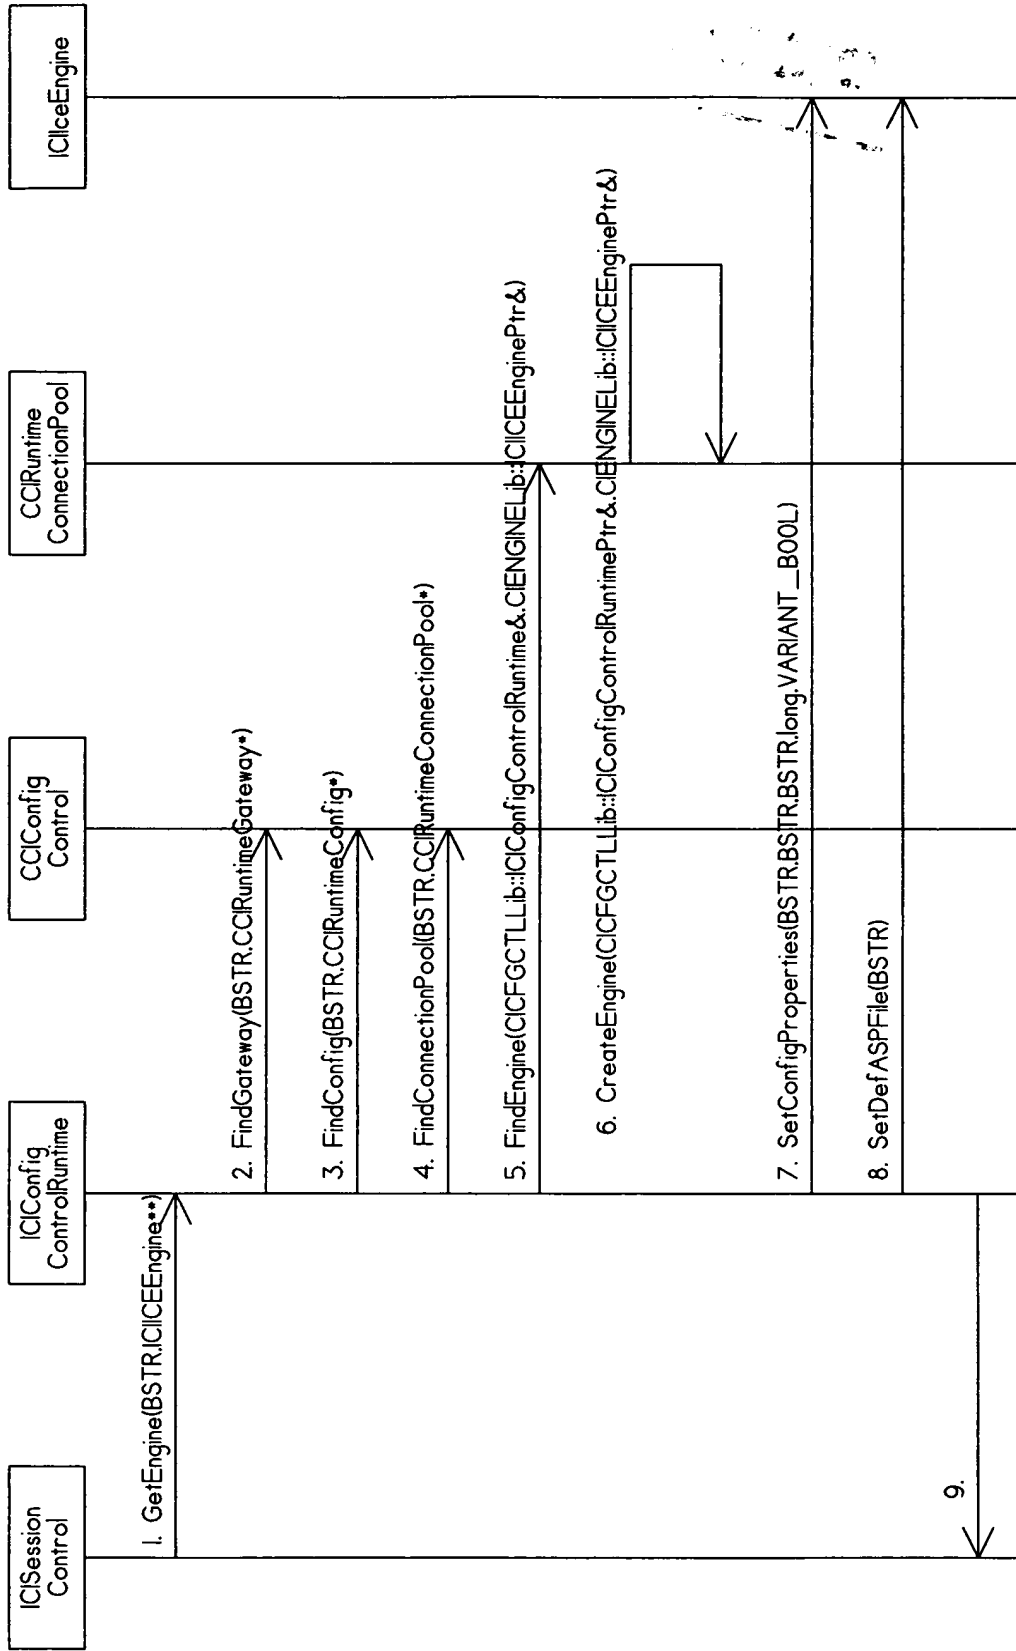 ICISession
Control
ICIConfig
ControlRuntime
CCIConfig
Control
CCIRuntime
ConnectionPool
ICIIceEngine
1. GetEngine(BSTR.ICIICEEngine**)
2. FindGateway(BSTR.CCIRuntimeGateway*)
3. FindConfig(BSTR.CCIRuntimeConfig*)
4. FindConnectionPool(BSTR.CCIRuntimeConnectionPool*)
5. FindEngine(CICFGCTLLib::ICIConfigControlRuntime&.CIENGINELib::ICIICEEnginePtr&)
6. CreateEngine(CICFGCTLLib::ICIConfigControlRuntimePtr&.CIENGINELib::ICIICEEnginePtr&)
7. SetConfigProperties(BSTR.BSTR.BSTR.BSTR.long.VARIANT_BOOL)
8. SetDefASPFile(BSTR)
9.